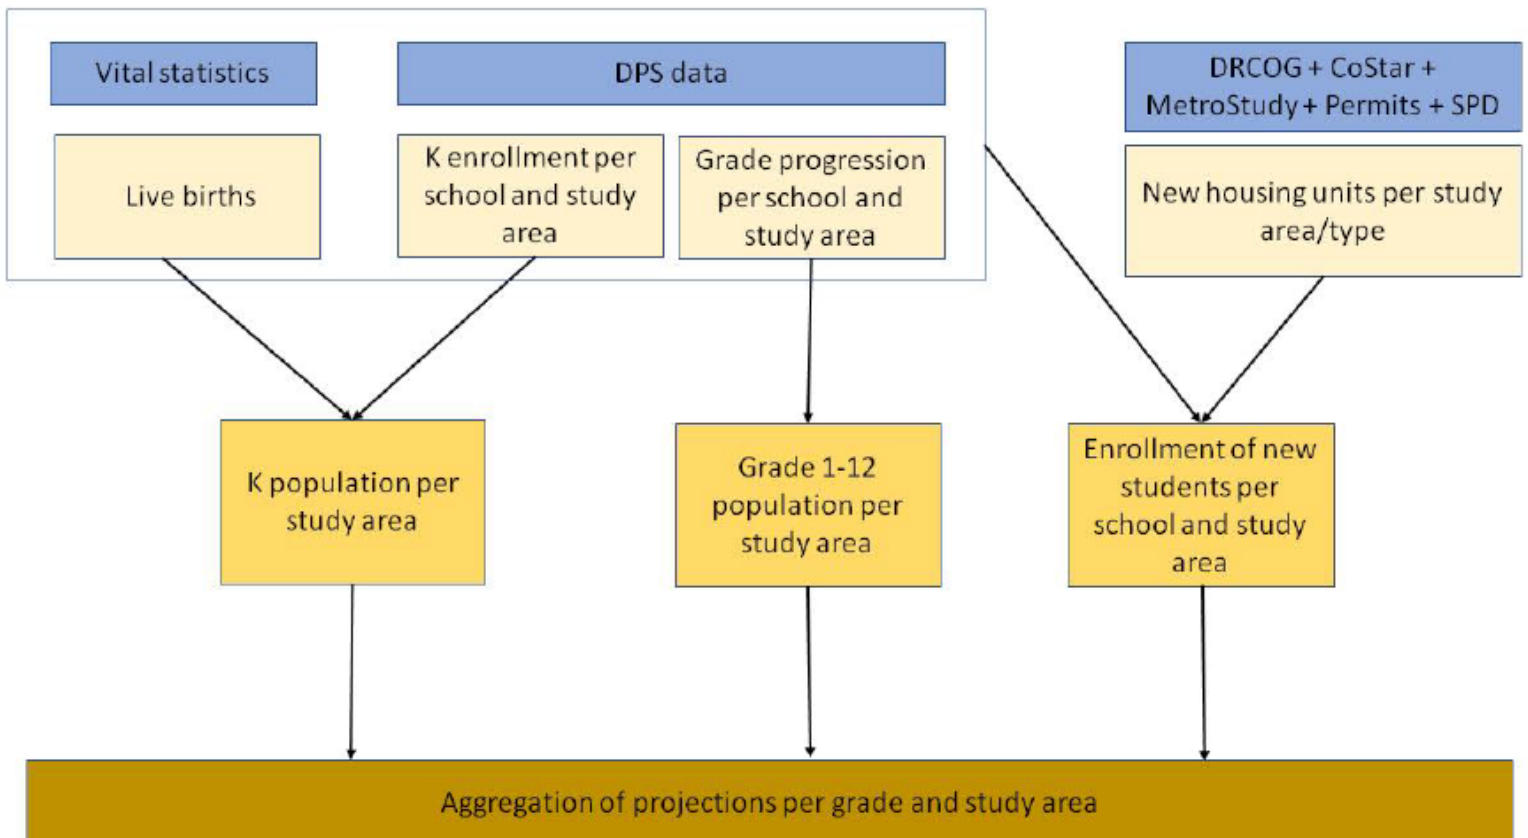 Vital statistics
DPS data
DRCOG + CoStar +
MetroStudy + Permits + SPD
Live births
K enrollment per
school and study
area
Grade progression
per school and
study area
New housing units per study
area/type
K population per
study area
Grade 1-12
population per
study area
Enrollment of new
students per
school and study
area
Aggregation of projections per grade and study area